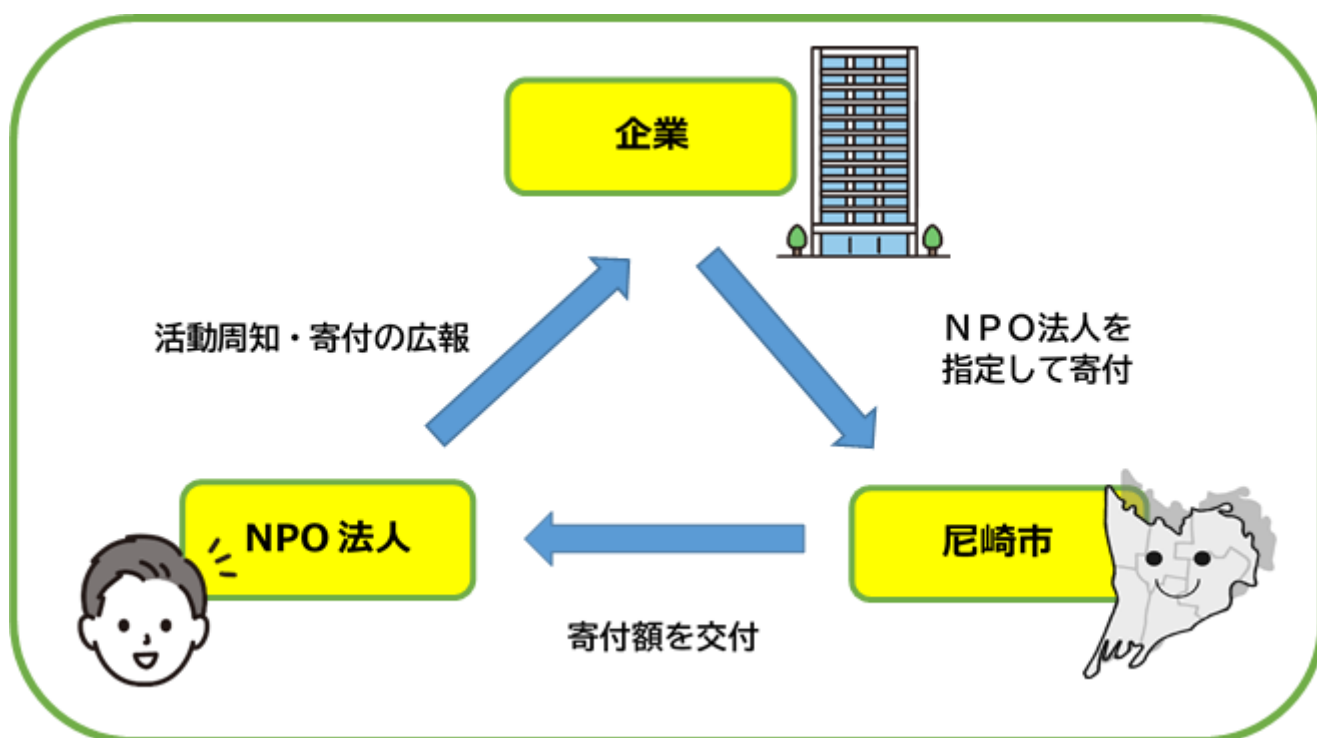 企業
活動周知・寄付の広報
ＮＰＯ法人を
指定して寄付
NPO 法人
尼崎市
寄付額を交付